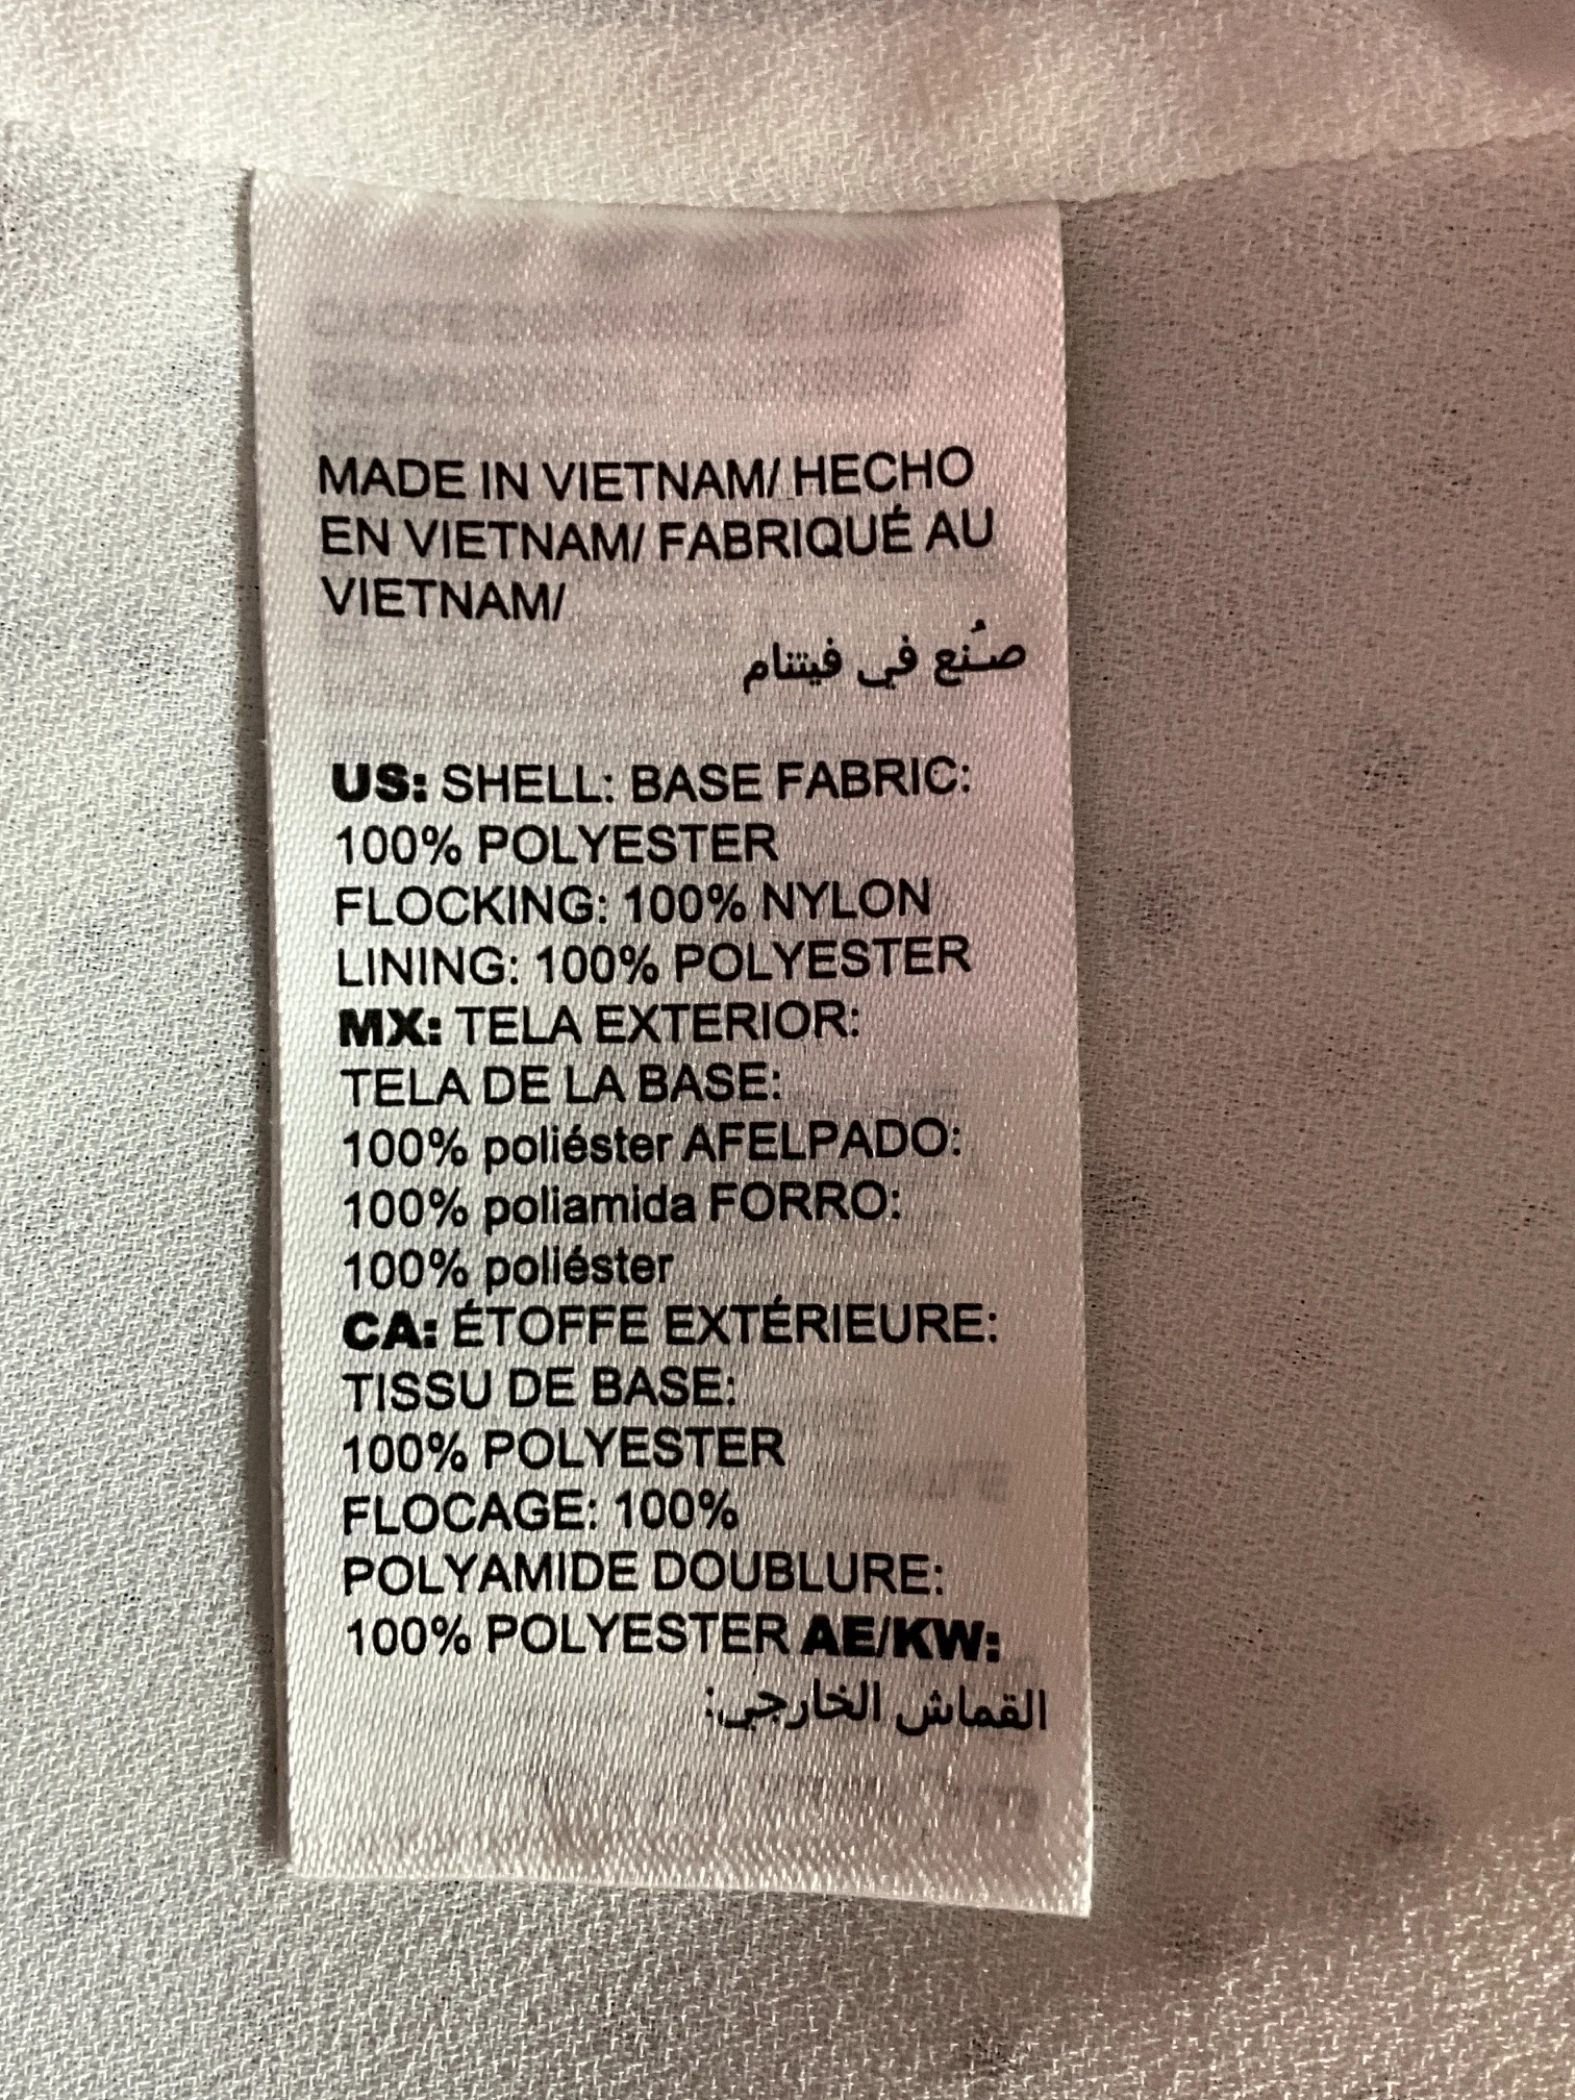 MADE IN VIETNAM/ HECHO
EN VIETNAM/ FABRIQUÉ AU
VIETNAM/
صُنع في فيتنام
US: SHELL: BASE FABRIC:
100% POLYESTER
FLOCKING: 100% NYLON
LINING: 100% POLYESTER
MX: TELA EXTERIOR:
TELA DE LA BASE:
100% poliéster AFELPADO:
100% poliamida FORRO:
100% poliéster
CA: ÉTOFFE EXTÉRIEURE:
TISSU DE BASE:
100% POLYESTER
FLOCAGE: 100%
POLYAMIDE DOUBLURE:
100% POLYESTER AE/KW:
القماش الخارجي: